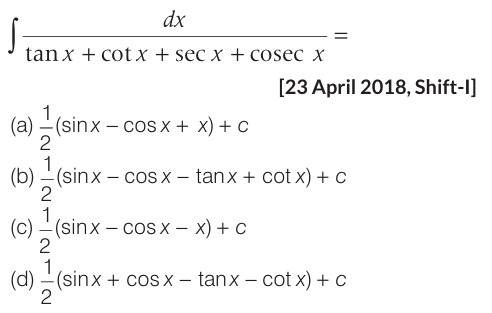 ∫ dx / (tan x + cot x + sec x + cosec x) =
[23 April 2018, Shift-I]
(a) 1/2 (sin x – cos x + x) + c
(b) 1/2 (sin x – cos x – tan x + cot x) + c
(c) 1/2 (sin x – cos x – x) + c
(d) 1/2 (sin x + cos x – tan x – cot x) + c